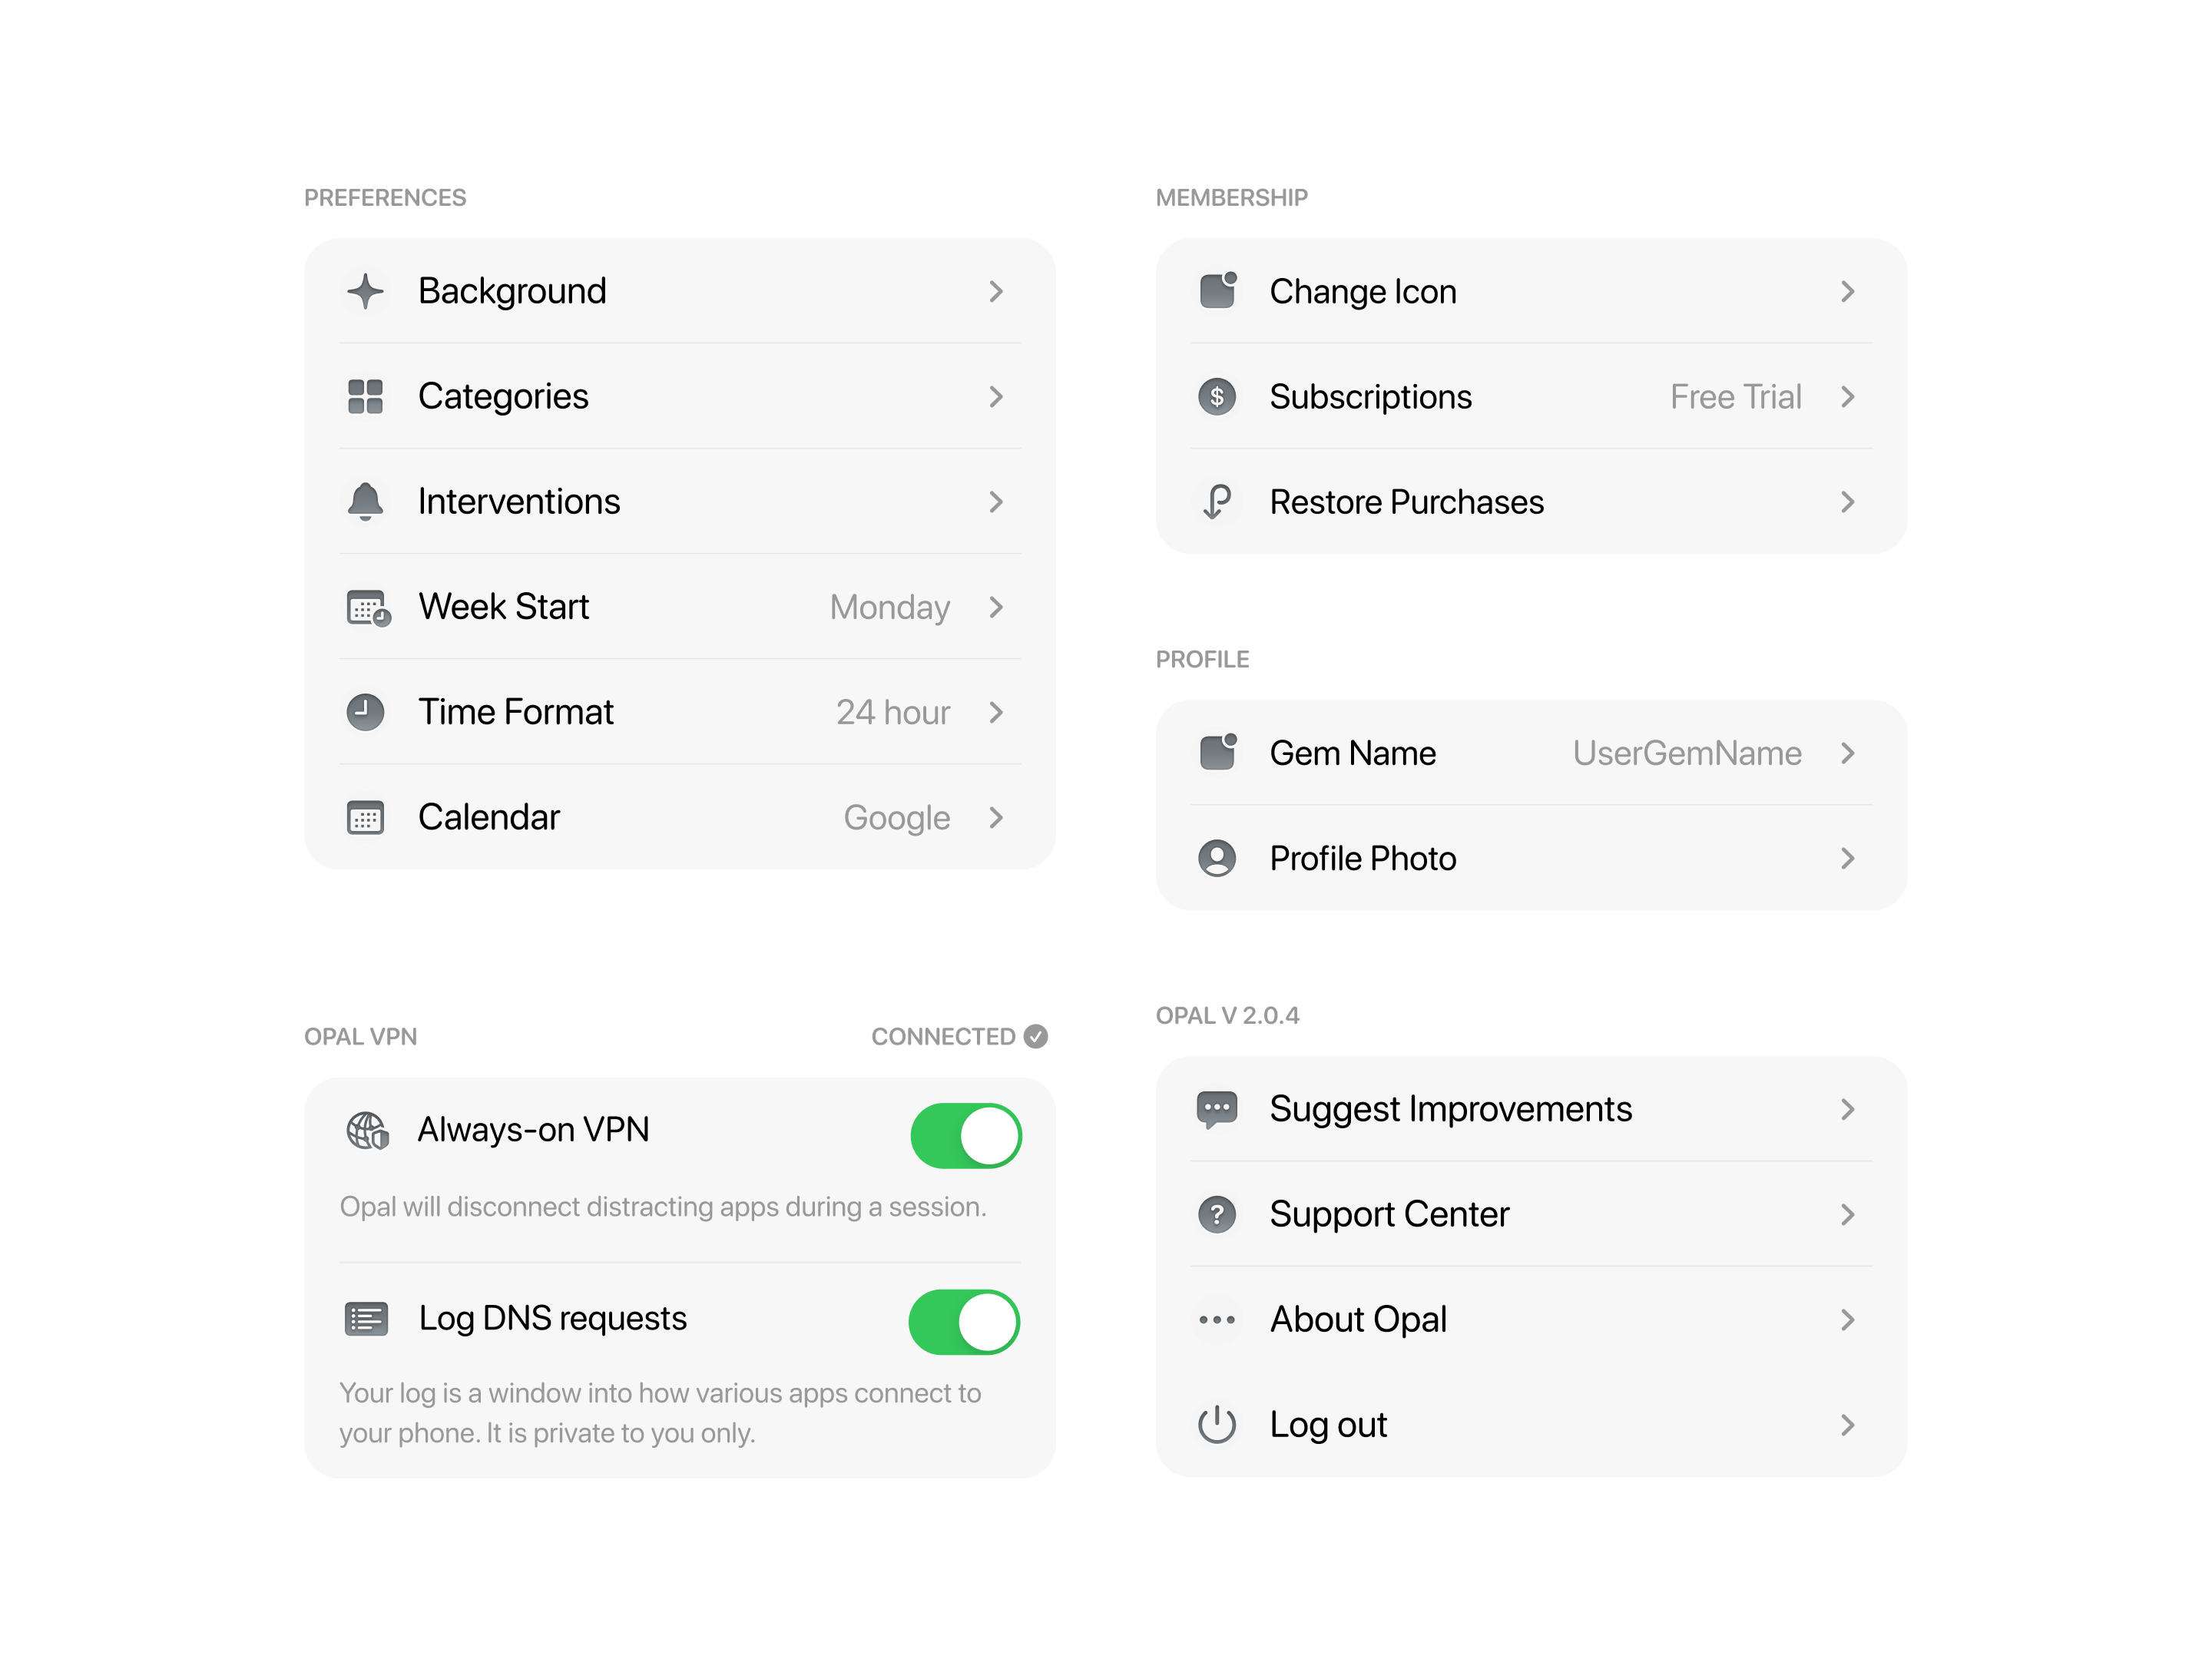 PREFERENCES
Background
Categories
Interventions
Week Start Monday
Time Format 24 hour
Calendar Google
OPAL VPN CONNECTED
Always-on VPN
Opal will disconnect distracting apps during a session.
Log DNS requests
Your log is a window into how various apps connect to
your phone. It is private to you only.
MEMBERSHIP
Change Icon
$ Subscriptions Free Trial
Restore Purchases
PROFILE
Gem Name UserGemName
Profile Photo
OPAL V 2.0.4
Suggest Improvements
? Support Center
About Opal
Log out